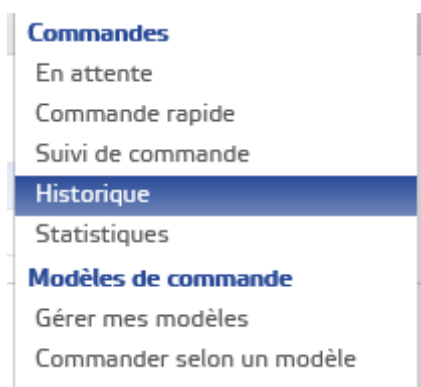 Commandes
En attente
Commande rapide
Suivi de commande
Historique
Statistiques
Modèles de commande
Gérer mes modèles
Commander selon un modèle